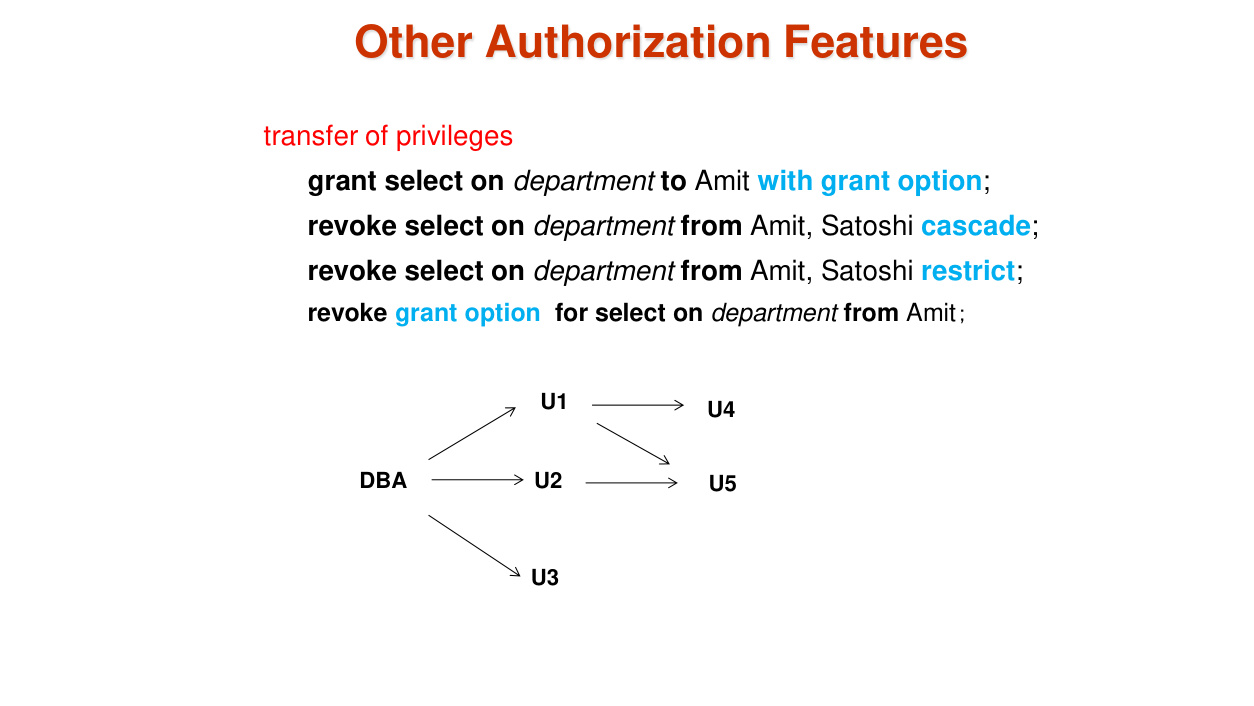 Other Authorization Features
transfer of privileges
grant select on department to Amit with grant option;
revoke select on department from Amit, Satoshi cascade;
revoke select on department from Amit, Satoshi restrict;
revoke grant option for select on department from Amit;
U1
U4
DBA
U2
U5
U3